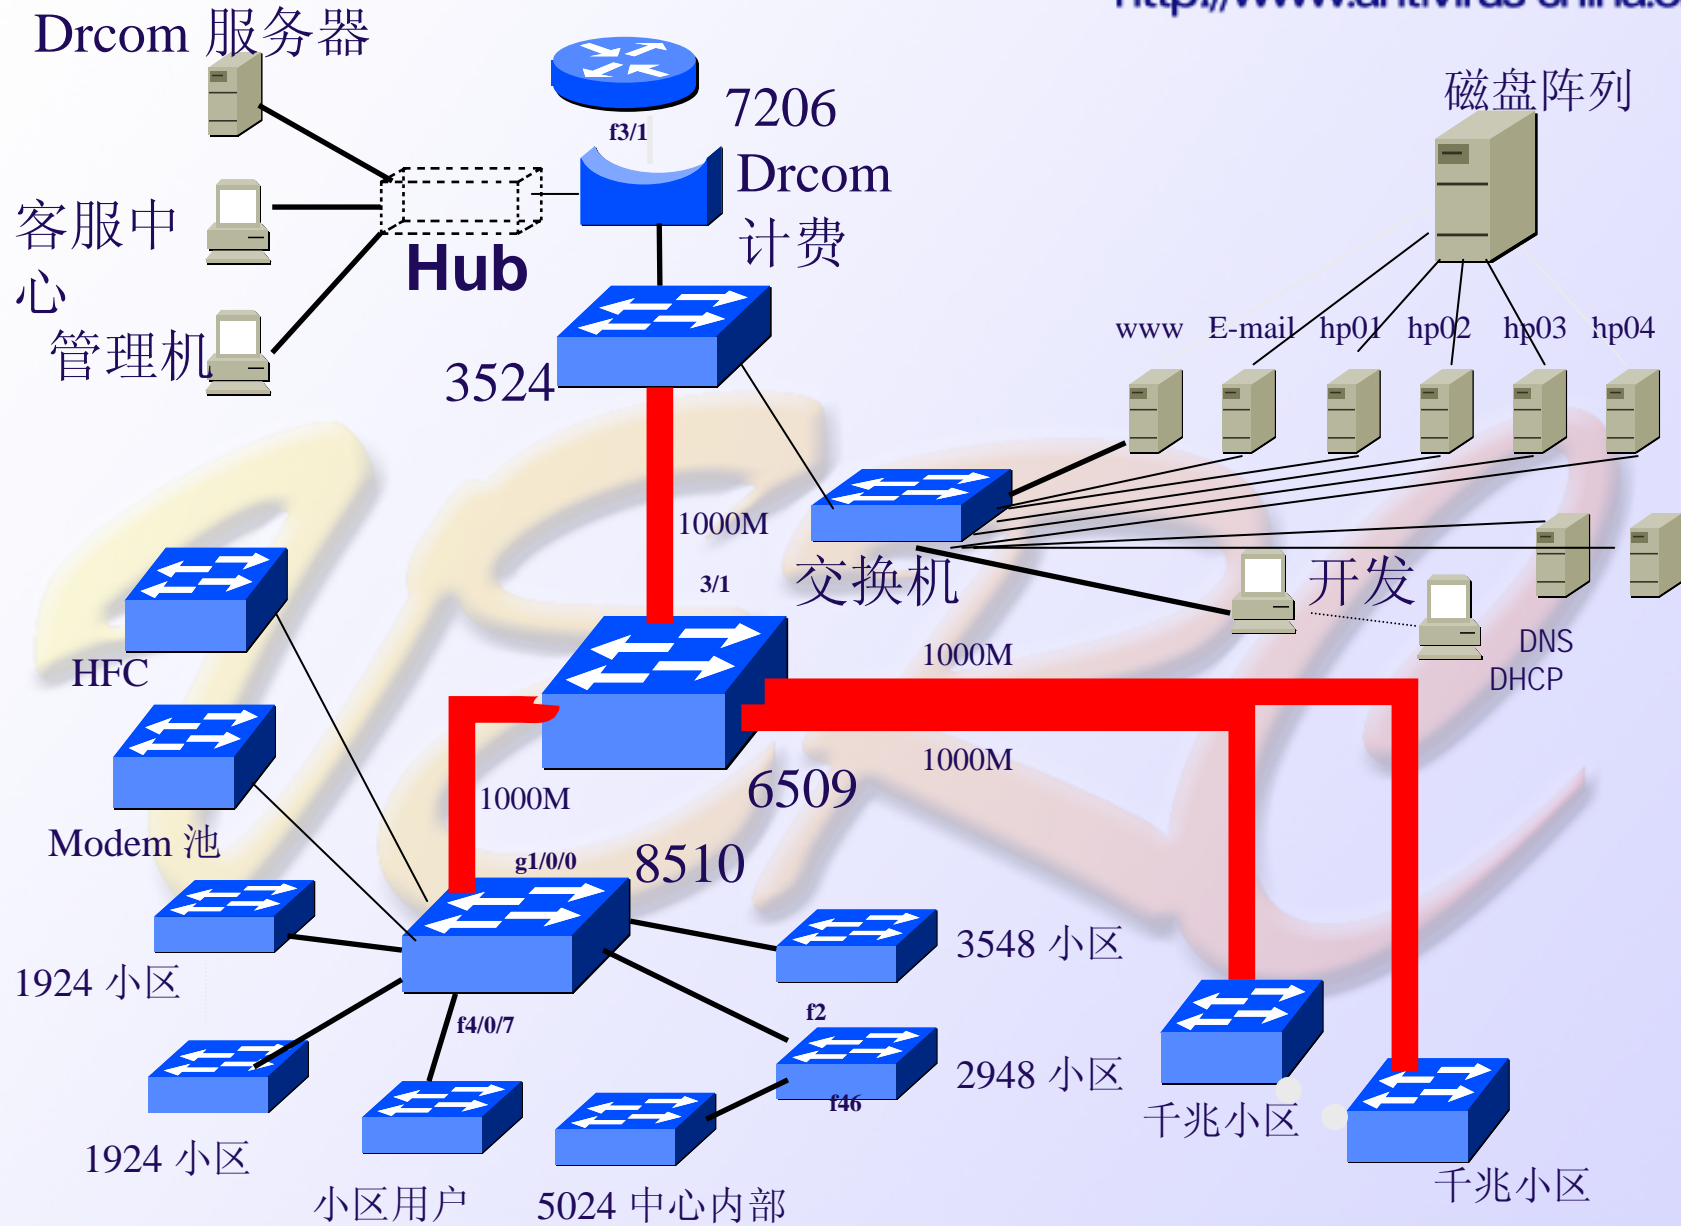 http://www.antivirus-china.o
Drcom 服务器
磁盘阵列
7206
f3/1
Drcom
计费
客服中
心
Hub
管理机
www
E-mail
hp01
hp02
hp03
hp04
3524
1000M
3/1
交换机
开发
DNS
DHCP
HFC
1000M
1000M
6509
1000M
Modem 池
g1/0/0
8510
3548 小区
1924 小区
f4/0/7
f2
2948 小区
f46
千兆小区
1924 小区
小区用户
5024 中心内部
千兆小区